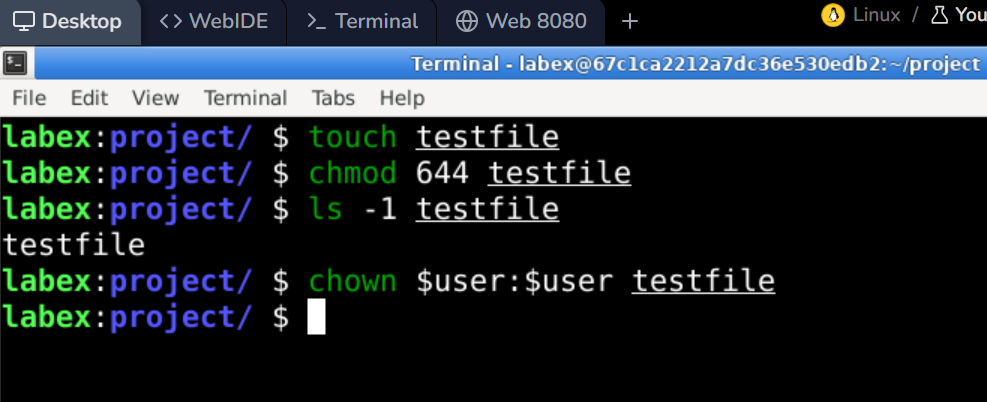 Desktop <> WebIDE >_ Terminal Web 8080 + Linux / You
Terminal - labex@67c1ca2212a7dc36e530edb2:~/project
File Edit View Terminal Tabs Help
labex:project/ $ touch testfile
labex:project/ $ chmod 644 testfile
labex:project/ $ ls -1 testfile
testfile
labex:project/ $ chown $user:$user testfile
labex:project/ $